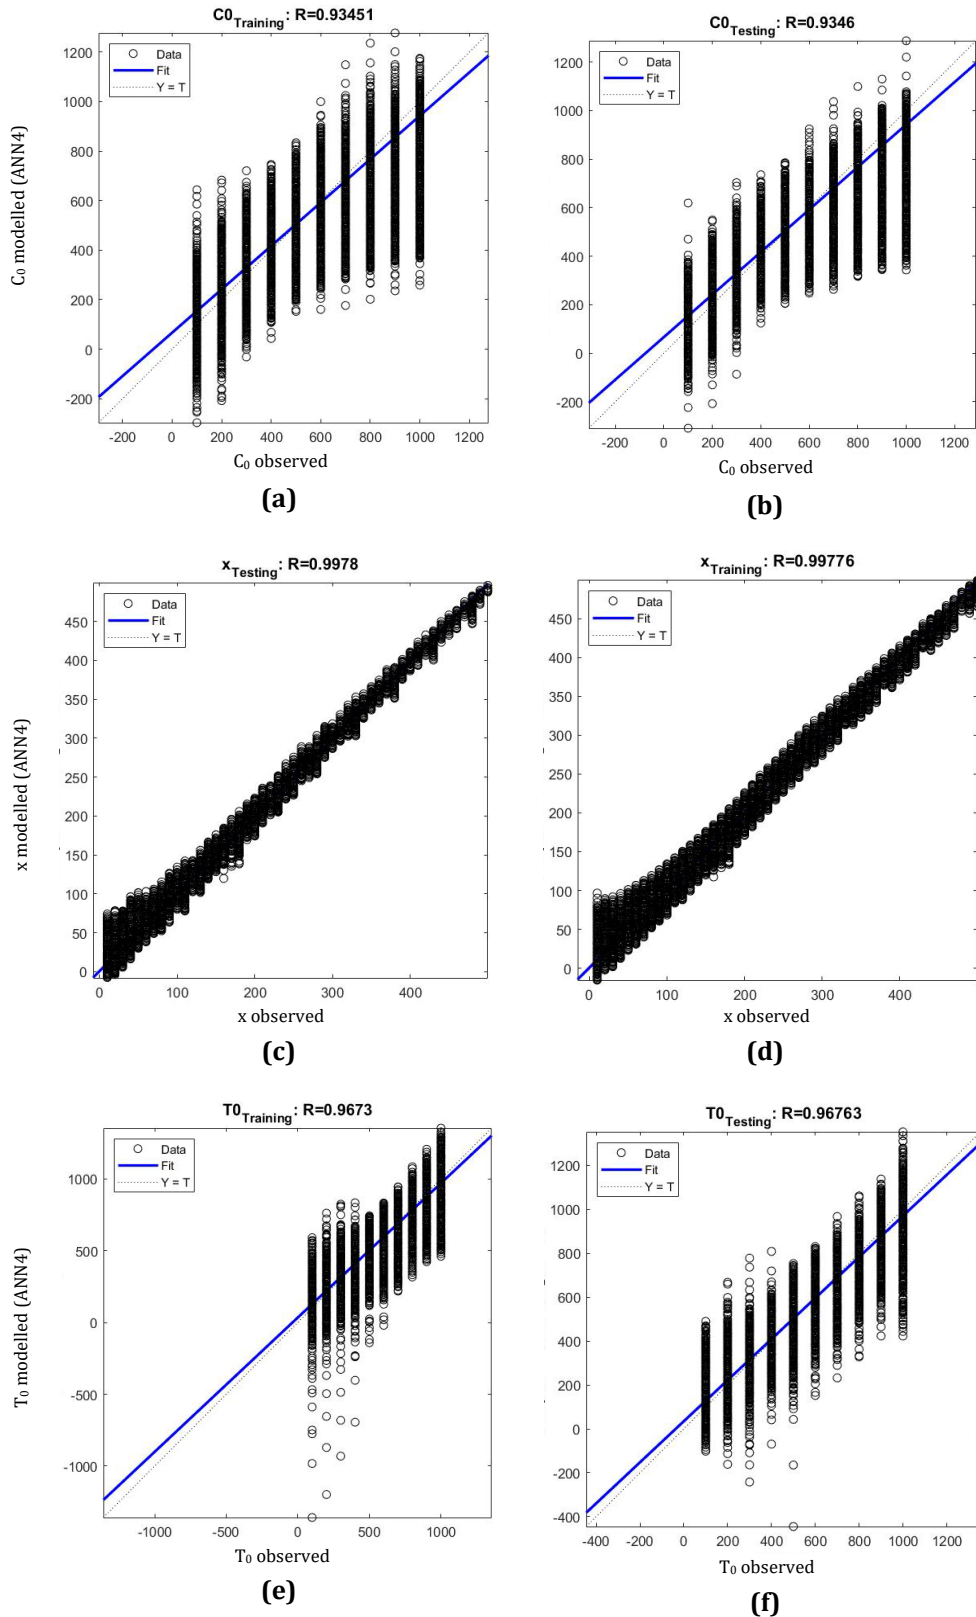 C0Training: R=0.93451
Data
Fit
Y = T
1200
1000
800
600
400
200
0
-200
C0 modelled (ANN4)
-200 0 200 400 600 800 1000 1200
C0 observed
(a)
C0Testing: R=0.9346
Data
Fit
Y = T
1200
1000
800
600
400
200
0
-200
-200 0 200 400 600 800 1000 1200
C0 observed
(b)
xTesting: R=0.9978
Data
Fit
Y = T
450
400
350
300
250
200
150
100
50
0
x modelled (ANN4)
0 100 200 300 400
x observed
(c)
xTraining: R=0.99776
Data
Fit
Y = T
450
400
350
300
250
200
150
100
50
0
0 100 200 300 400
x observed
(d)
T0Training: R=0.9673
Data
Fit
Y = T
1000
500
0
-500
-1000
T0 modelled (ANN4)
-1000 -500 0 500 1000
T0 observed
(e)
T0Testing: R=0.96763
Data
Fit
Y = T
1200
1000
800
600
400
200
0
-200
-400
-400 -200 0 200 400 600 800 1000 1200
T0 observed
(f)